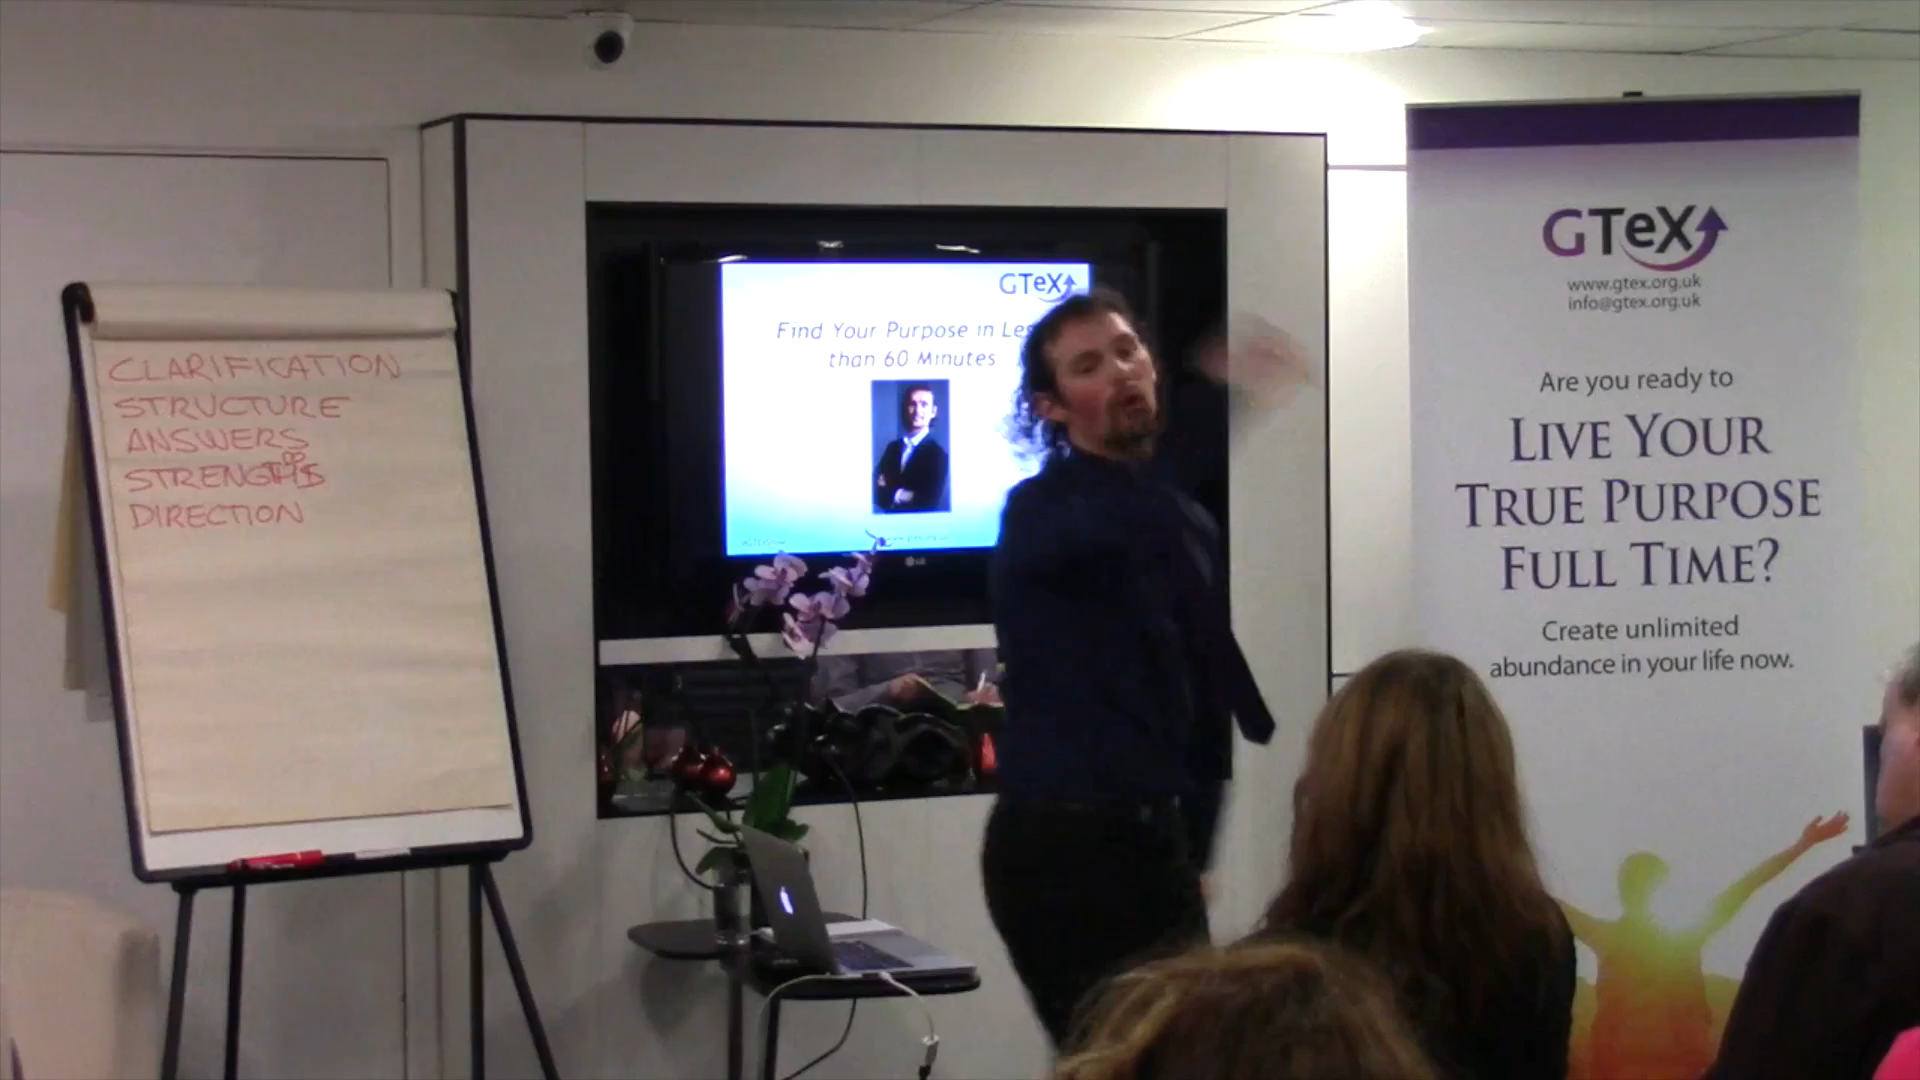 CLARIFICATION
STRUCTURE
ANSWERS
STRENGTHS
DIRECTION
GTeX
Find Your Purpose in Les
than 60 Minutes
LG
GTeX
www.gtex.org.uk
info@gtex.org.uk
Are you ready to
LIVE YOUR
TRUE PURPOSE
FULL TIME?
Create unlimited
abundance in your life now.